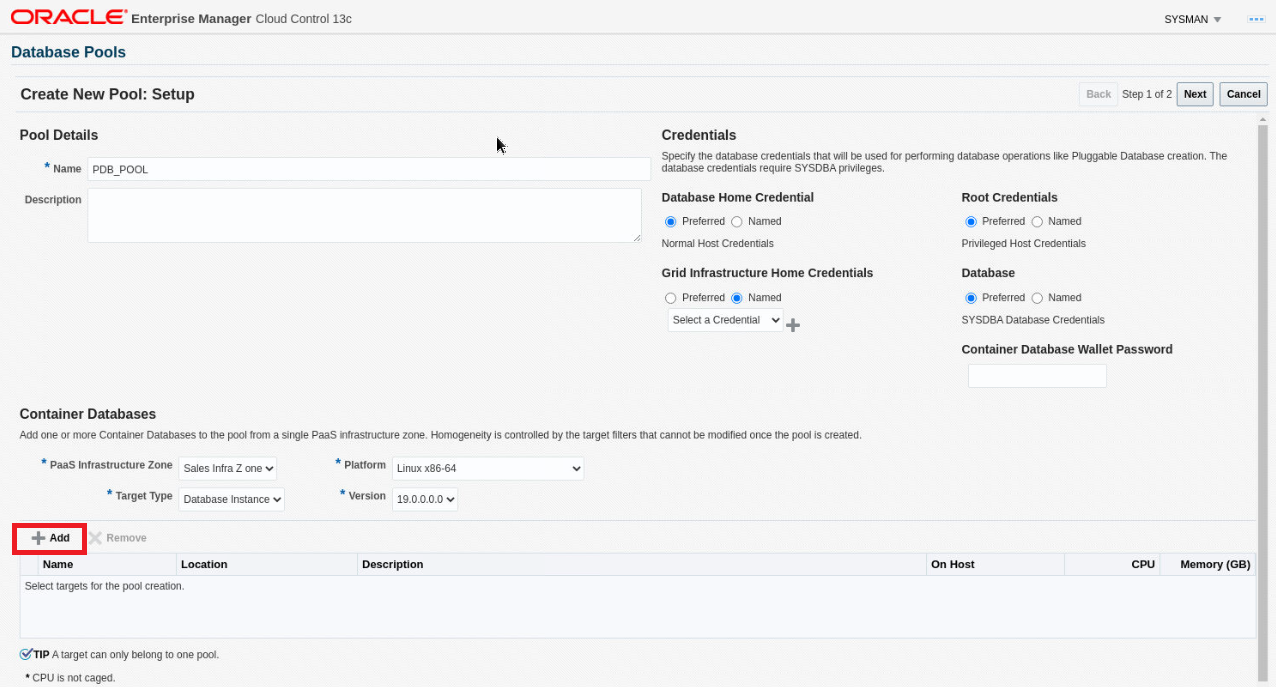 ORACLE® Enterprise Manager Cloud Control 13c
SYSMAN
Database Pools
Create New Pool: Setup
Back Step 1 of 2 Next Cancel
Pool Details
* Name PDB_POOL
Description
Credentials
Specify the database credentials that will be used for performing database operations like Pluggable Database creation. The
database credentials require SYSDBA privileges.
Database Home Credential
Preferred Named
Normal Host Credentials
Root Credentials
Preferred Named
Privileged Host Credentials
Grid Infrastructure Home Credentials
Preferred Named
Select a Credential
Database
Preferred Named
SYSDBA Database Credentials
Container Database Wallet Password
Container Databases
Add one or more Container Databases to the pool from a single PaaS infrastructure zone. Homogeneity is controlled by the target filters that cannot be modified once the pool is created.
* PaaS Infrastructure Zone Sales Infra Z one * Platform Linux x86-64
* Target Type Database Instance * Version 19.0.0.0.0
Add Remove
Name Location Description On Host CPU Memory (GB)
Select targets for the pool creation.
TIP A target can only belong to one pool.
* CPU is not caged.